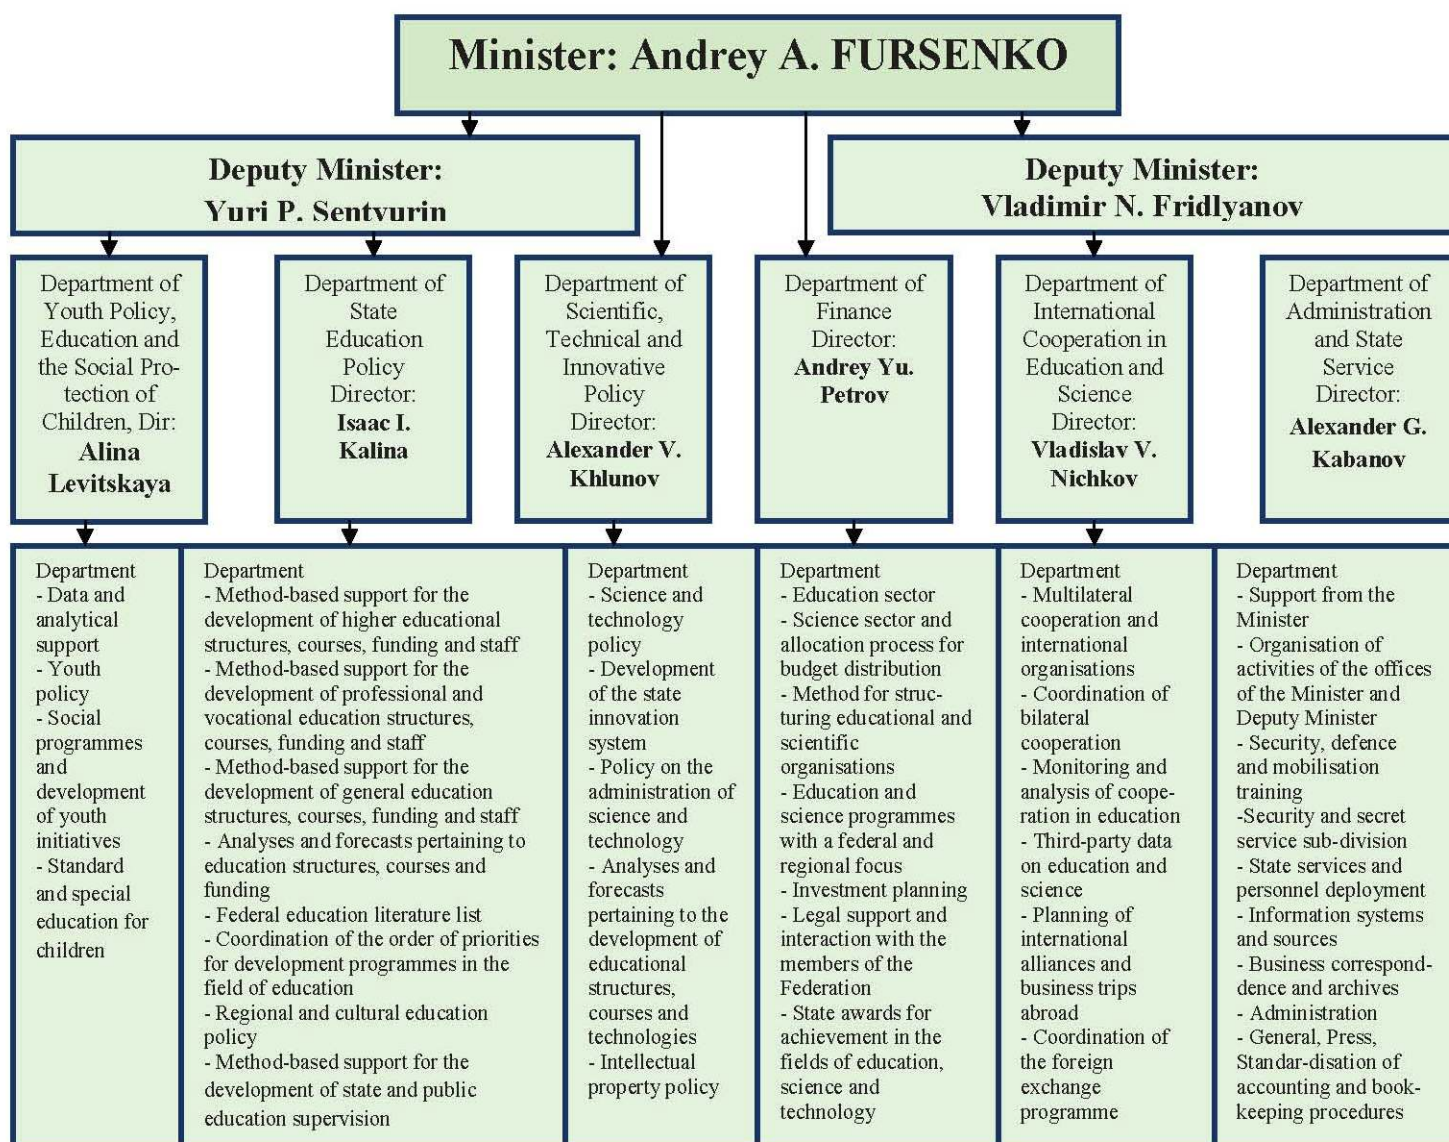 Minister: Andrey A. FURSENKO
Deputy Minister:
Yuri P. Sentyurin
Deputy Minister:
Vladimir N. Fridlyanov
Department of
Youth Policy,
Education and
the Social Pro-
tection of
Children, Dir:
Alina
Levitskaya
Department of
State
Education
Policy
Director:
Isaac I.
Kalina
Department of
Scientific,
Technical and
Innovative
Policy
Director:
Alexander V.
Khlunov
Department of
Finance
Director:
Andrey Yu.
Petrov
Department of
International
Cooperation in
Education and
Science
Director:
Vladislav V.
Nichkov
Department of
Administration
and State
Service
Director:
Alexander G.
Kabanov
Department
- Data and
analytical
support
- Youth
policy
- Social
programmes
and
development
of youth
initiatives
- Standard
and special
education for
children
Department
- Method-based support for the
development of higher educational
structures, courses, funding and staff
- Method-based support for the
development of professional and
vocational education structures,
courses, funding and staff
- Method-based support for the
development of general education
structures, courses, funding and staff
- Analyses and forecasts pertaining to
education structures, courses and
funding
- Federal education literature list
- Coordination of the order of priorities
for development programmes in the
field of education
- Regional and cultural education
policy
- Method-based support for the
development of state and public
education supervision
Department
- Science and
technology
policy
- Development
of the state
innovation
system
- Policy on the
administration of
science and
technology
- Analyses and
forecasts
pertaining to the
development of
educational
structures,
courses and
technologies
- Intellectual
property policy
Department
- Education sector
- Science sector and
allocation process for
budget distribution
- Method for struc-
turing educational and
scientific
organisations
- Education and
science programmes
with a federal and
regional focus
- Investment planning
- Legal support and
interaction with the
members of the
Federation
- State awards for
achievement in the
fields of education,
science and
technology
Department
- Multilateral
cooperation and
international
organisations
- Coordination of
bilateral
cooperation
- Monitoring and
analysis of coope-
ration in education
- Third-party data
on education and
science
- Planning of
international
alliances and
business trips
abroad
- Coordination of
the foreign
exchange
programme
Department
- Support from the
Minister
- Organisation of
activities of the offices
of the Minister and
Deputy Minister
- Security, defence
and mobilisation
training
-Security and secret
service sub-division
- State services and
personnel deployment
- Information systems
and sources
- Business correspond-
dence and archives
- Administration
- General, Press,
Standar-disation of
accounting and book-
keeping procedures